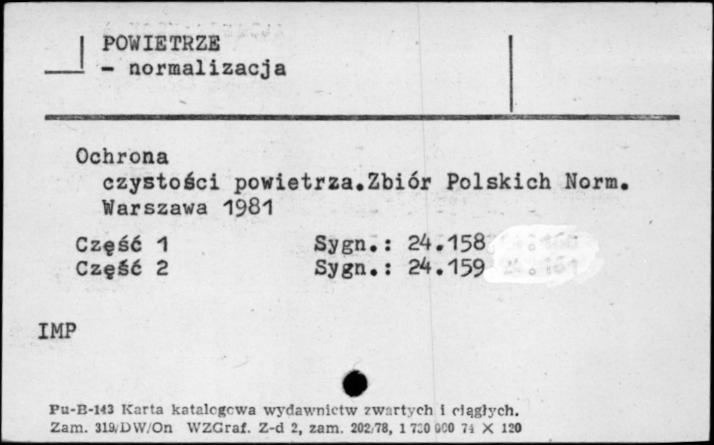 POWIETRZE
- normalizacja
Ochrona
czystości powietrza.Zbiór Polskich Norm.
Warszawa 1981
Część 1 Sygn.: 24.158
Część 2 Sygn.: 24.159
IMP
Pu-B-143 Karta katalogowa wydawnictw zwartych i ciągłych.
Zam. 319/DW/On WZGraf. Z-d 2, zam. 202/78, 1 730 000 74 X 120